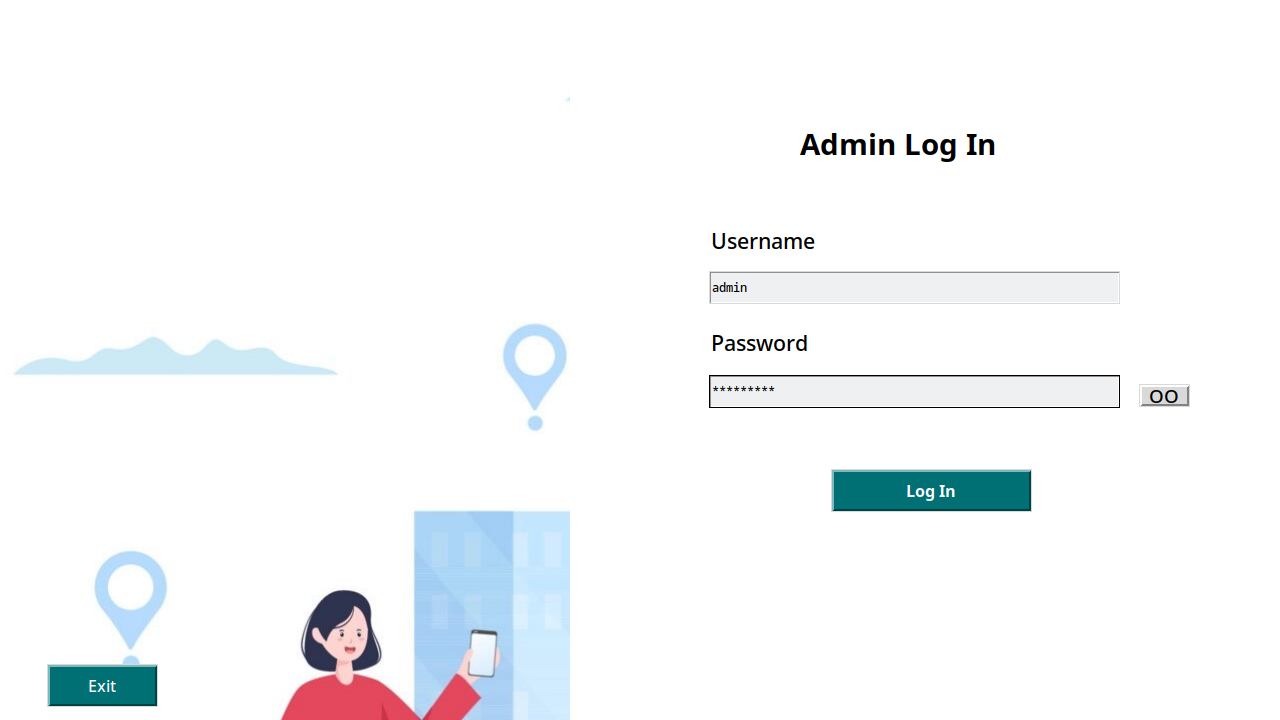 Admin Log In
Username
admin
Password
*********
OO
Log In
Exit